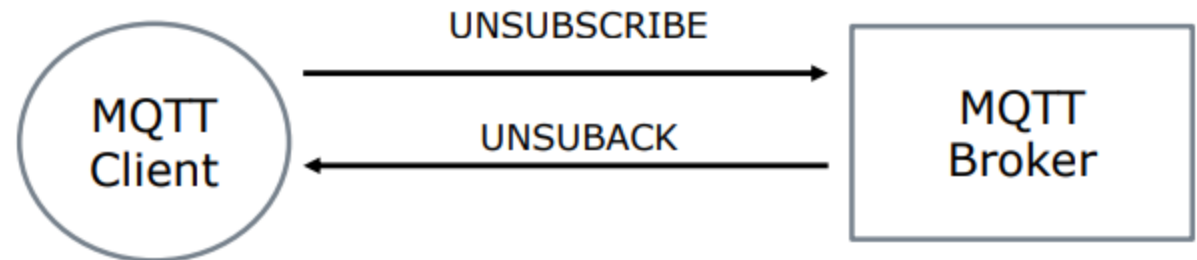 UNSUBSCRIBE
MQTT
Client
UNSUBACK
MQTT
Broker